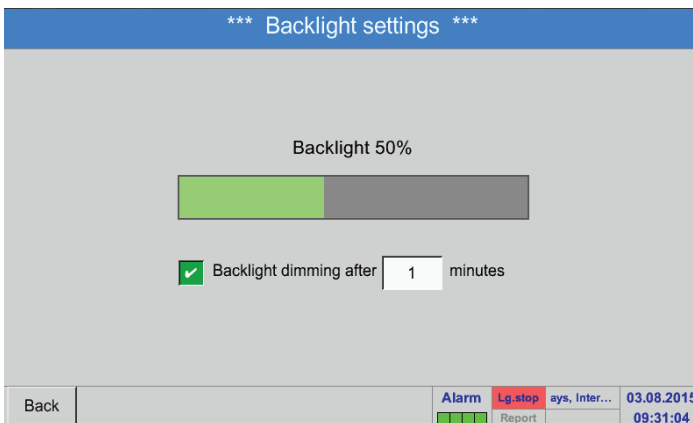 *** Backlight settings ***
Backlight 50%
Backlight dimming after 1 minutes
Back
Alarm Lg.stop ays, Inter... 03.08.2015
Report 09:31:04